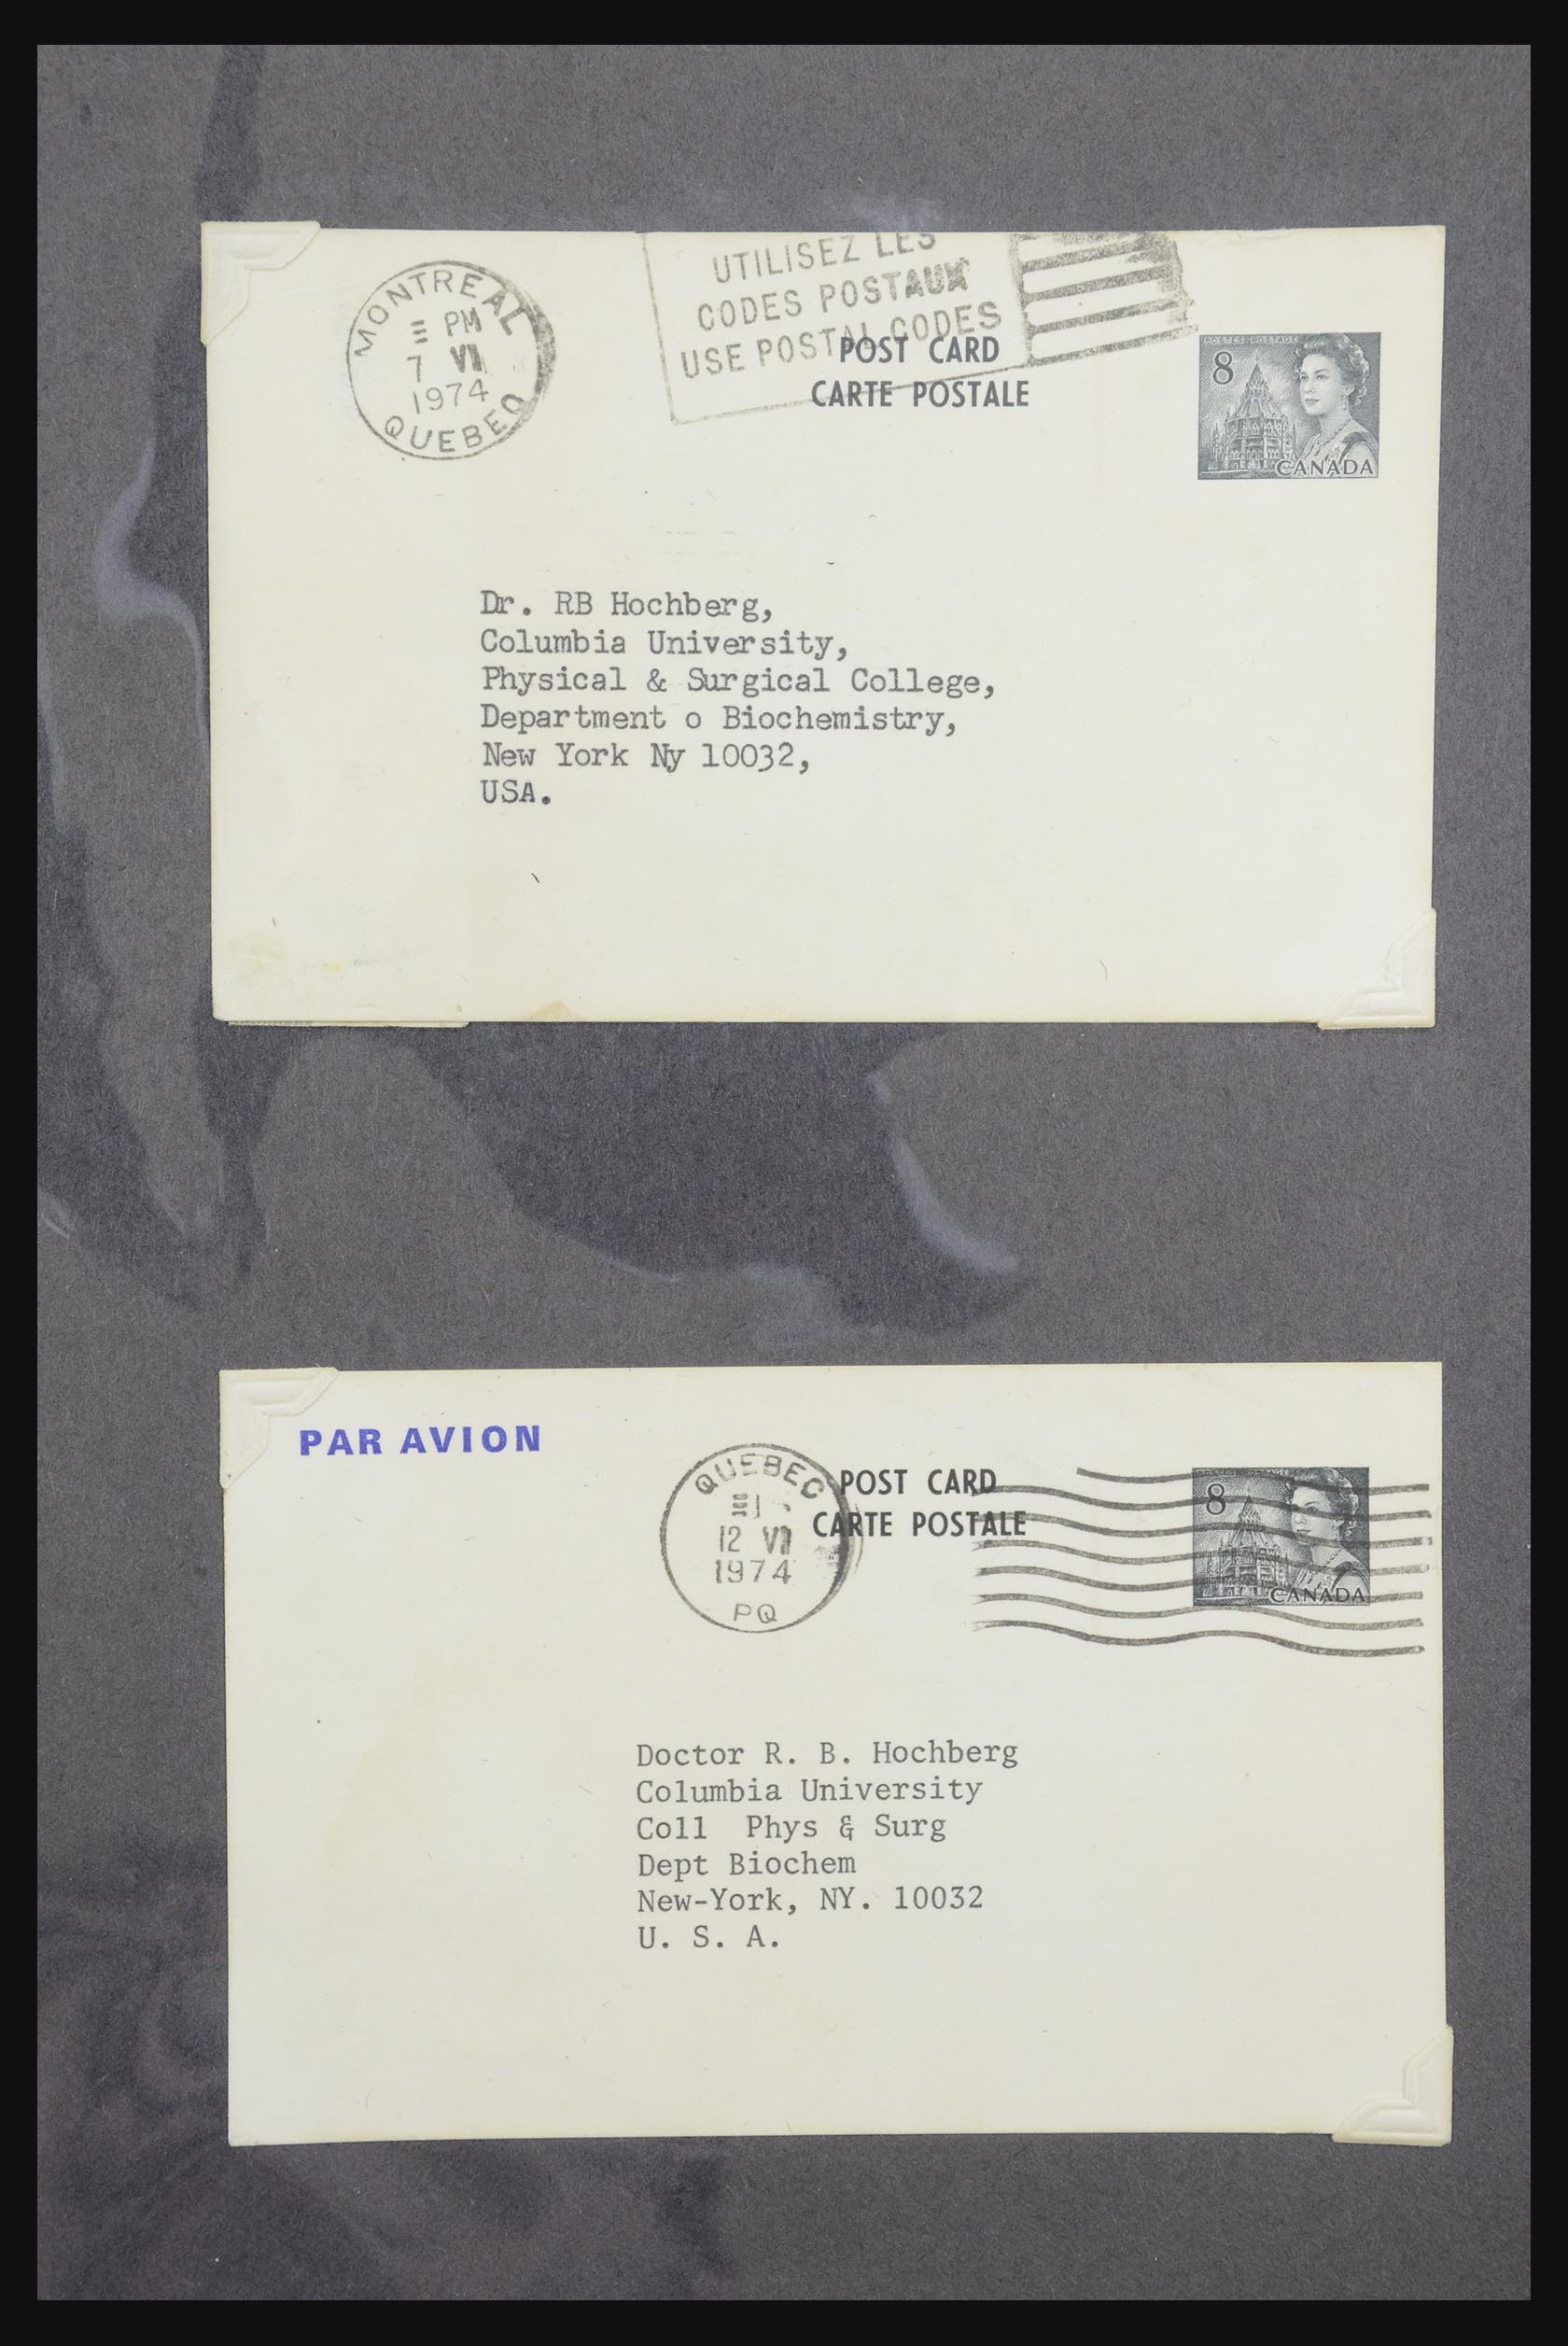 MONTREAL
PM
7 VI
1974
QUEBEC
UTILISEZ LES
CODES POSTAUX
USE POSTAL CODES
POST CARD
CARTE POSTALE
POSTES POSTAGE
8
CANADA
Dr. RB Hochberg,
Columbia University,
Physical & Surgical College,
Department o Biochemistry,
New York Ny 10032,
USA.
PAR AVION
QUEBEC
12 VI
1974
PQ
POST CARD
CARTE POSTALE
POSTES POSTAGE
8
CANADA
Doctor R. B. Hochberg
Columbia University
Coll Phys & Surg
Dept Biochem
New-York, NY. 10032
U. S. A.